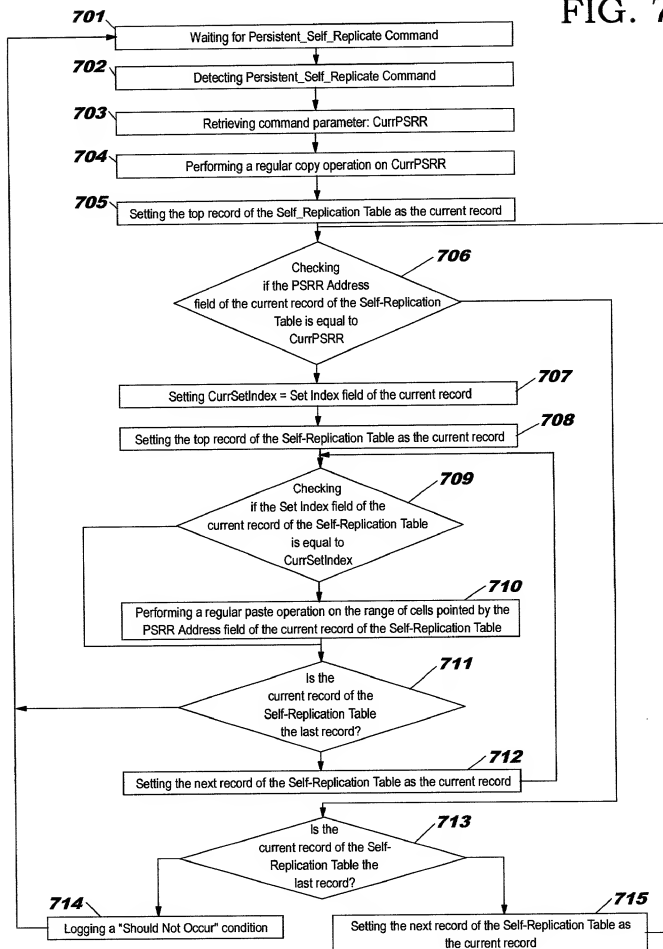 FIG. 7
701
Waiting for Persistent_Self_Replicate Command
702
Detecting Persistent_Self_Replicate Command
703
Retrieving command parameter: CurrPSRR
704
Performing a regular copy operation on CurrPSRR
705
Setting the top record of the Self_Replication Table as the current record
706
Checking
if the PSRR Address
field of the current record of the Self-Replication
Table is equal to
CurrPSRR
707
Setting CurrSetIndex = Set Index field of the current record
708
Setting the top record of the Self-Replication Table as the current record
709
Checking
if the Set Index field of the
current record of the Self-Replication Table
is equal to
CurrSetIndex
710
Performing a regular paste operation on the range of cells pointed by the
PSRR Address field of the current record of the Self-Replication Table
711
Is the
current record of the
Self-Replication Table
the last record?
712
Setting the next record of the Self-Replication Table as the current record
713
Is the
current record of the Self-
Replication Table the
last record?
714
Logging a "Should Not Occur" condition
715
Setting the next record of the Self-Replication Table as
the current record